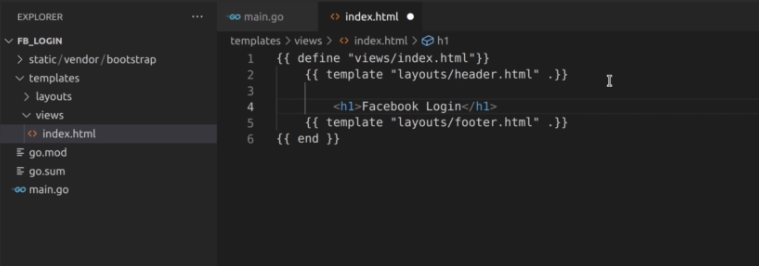 EXPLORER
main.go
index.html
FB_LOGIN
static/vendor/bootstrap
templates
layouts
views
index.html
go.mod
go.sum
main.go
templates > views > index.html > h1
1 {{ define "views/index.html"}}
2 {{ template "layouts/header.html" .}}
3
4 <h1>Facebook Login</h1>
5 {{ template "layouts/footer.html" .}}
6 {{ end }}